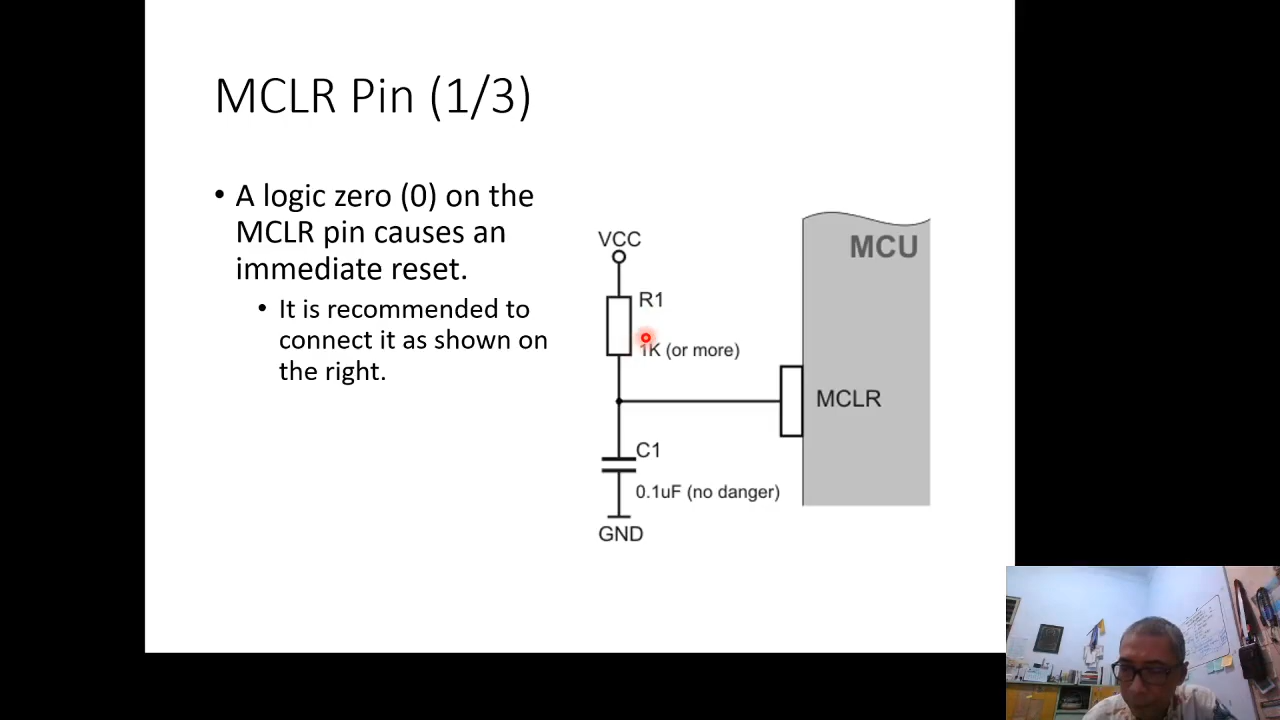 MCLR Pin (1/3)
• A logic zero (0) on the
MCLR pin causes an
immediate reset.
• It is recommended to
connect it as shown on
the right.
VCC
R1
1K (or more)
MCU
MCLR
C1
0.1uF (no danger)
GND